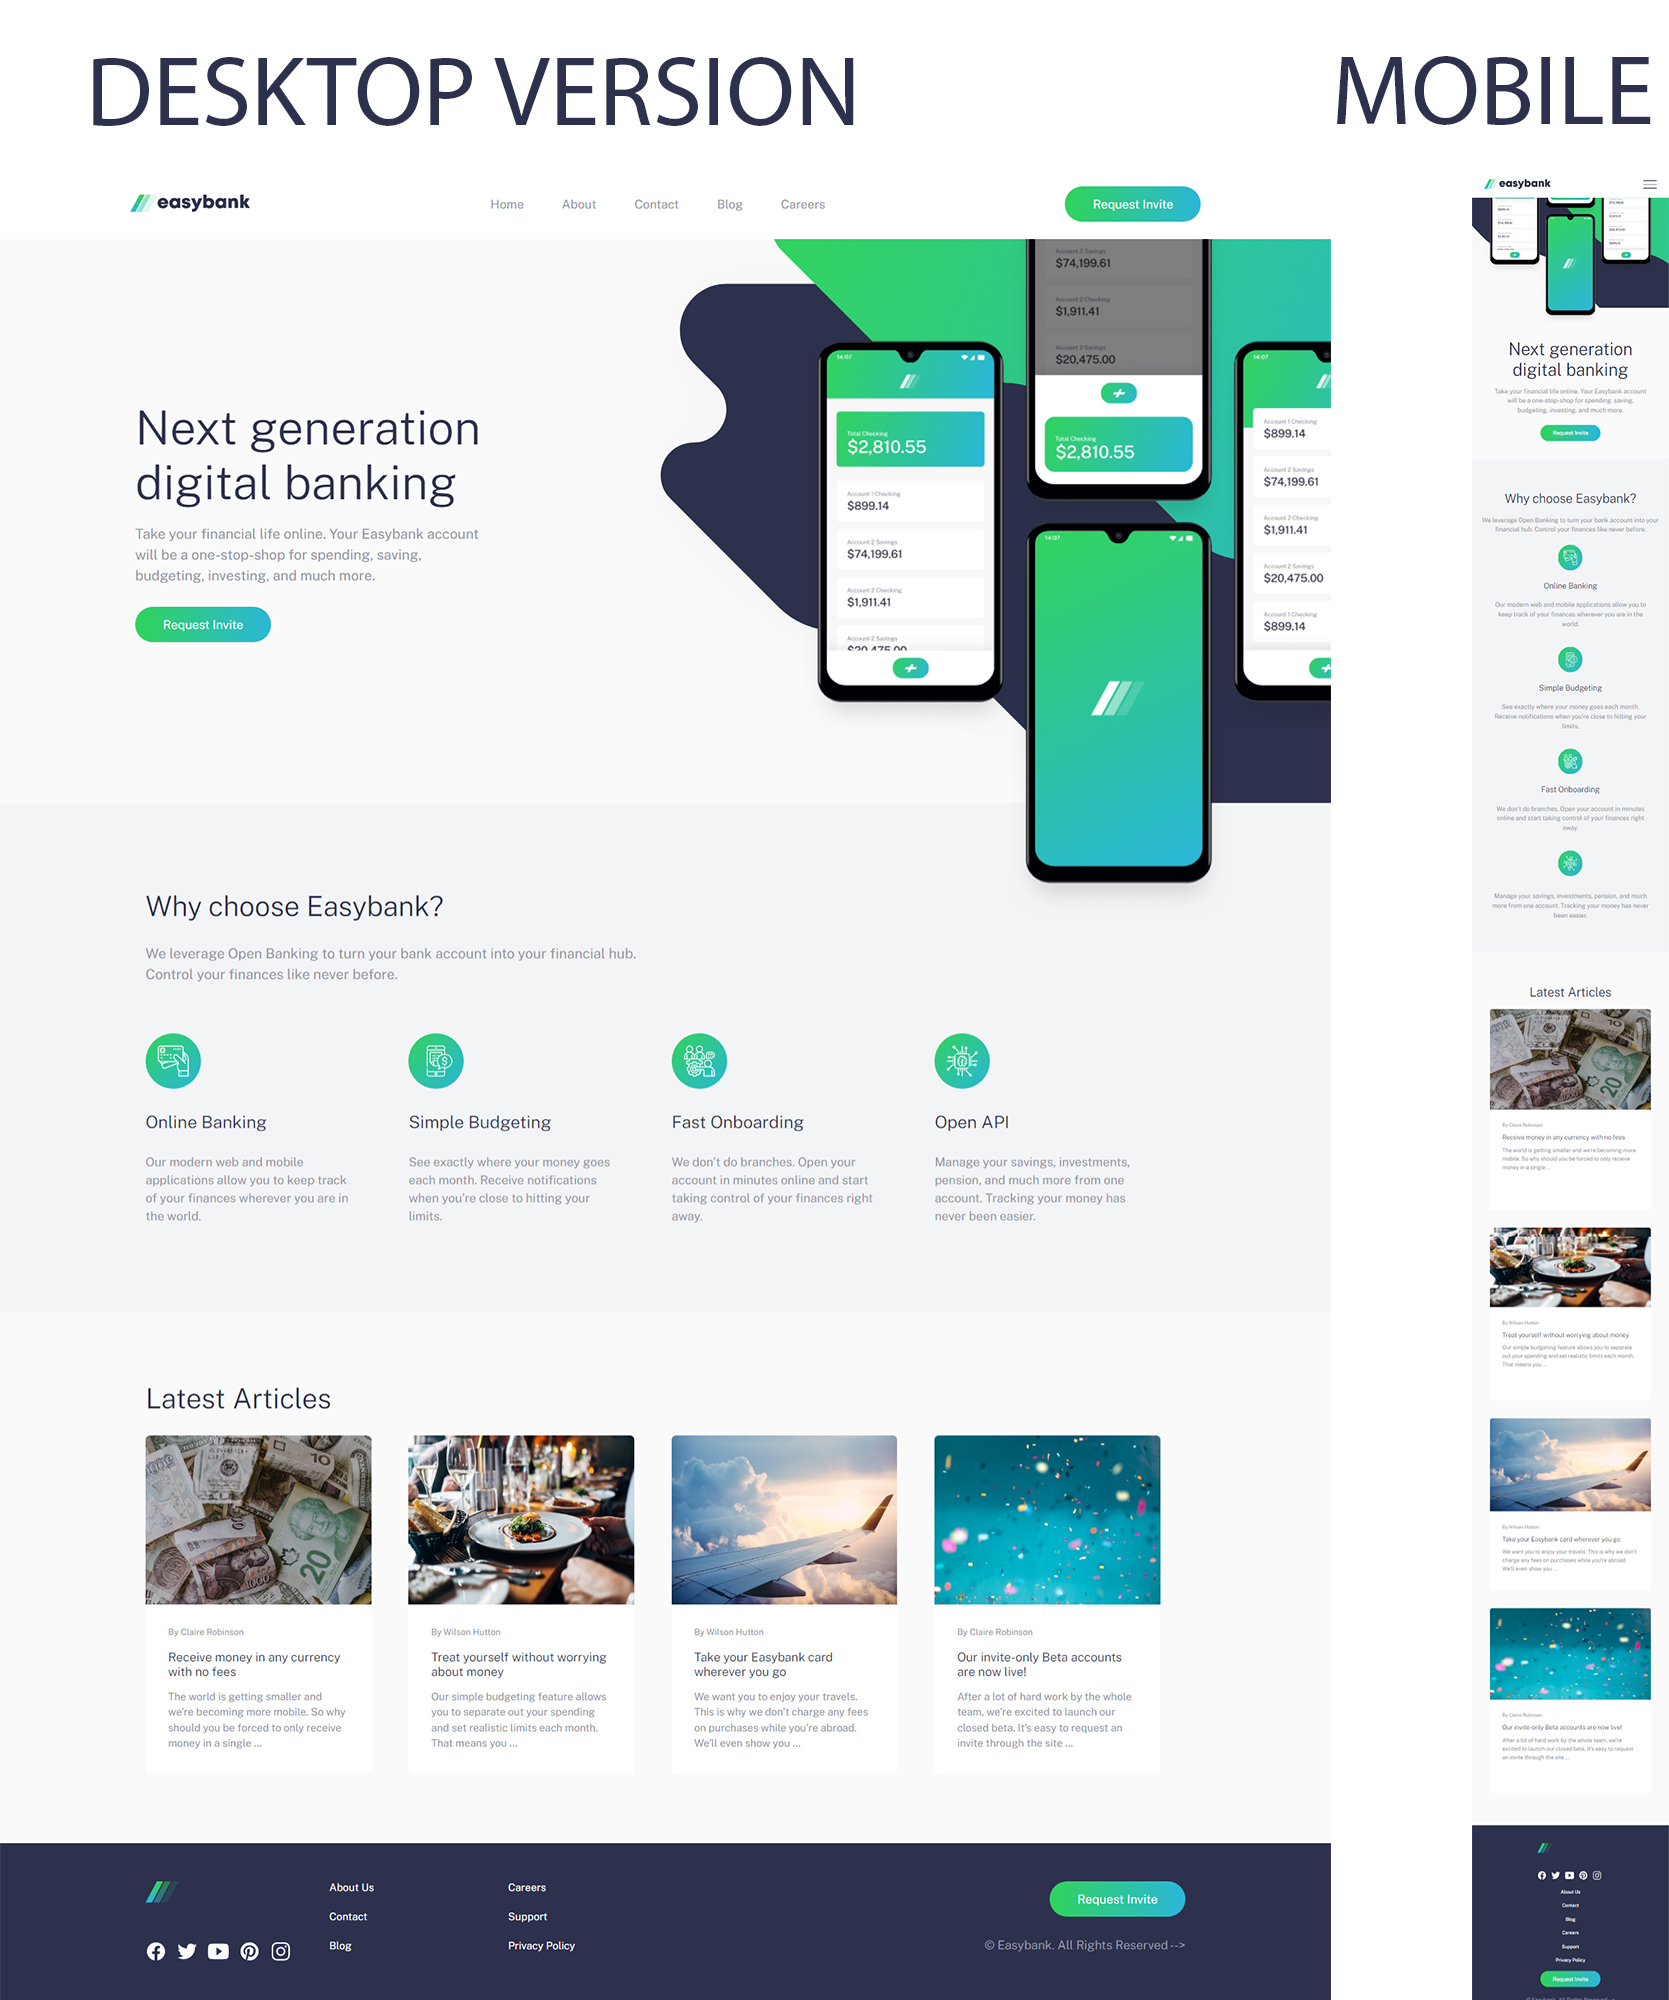 DESKTOP VERSION
MOBILE
easybank
Home
About
Contact
Blog
Careers
Request Invite
Next generation
digital banking
Take your financial life online. Your Easybank account
will be a one-stop-shop for spending, saving,
budgeting, investing, and much more.
Request Invite
14:07
Total Checking
$2,810.55
Account 1 Checking
$899.14
Account 2 Savings
$74,199.61
Account 2 Checking
$1,911.41
Account 2 Savings
$20,475.00
$74,199.61
Account 2 Checking
$1,911.41
Account 2 Savings
$20,475.00
Total Checking
$2,810.55
14:07
14:07
Account 1 Checking
$899.14
Account 2 Savings
$74,199.61
Account 2 Checking
$1,911.41
Account 2 Savings
$20,475.00
Account 1 Checking
$899.14
Why choose Easybank?
We leverage Open Banking to turn your bank account into your financial hub.
Control your finances like never before.
Online Banking
Our modern web and mobile
applications allow you to keep track
of your finances wherever you are in
the world.
Simple Budgeting
See exactly where your money goes
each month. Receive notifications
when you're close to hitting your
limits.
Fast Onboarding
We don't do branches. Open your
account in minutes online and start
taking control of your finances right
away.
Open API
Manage your savings, investments,
pension, and much more from one
account. Tracking your money has
never been easier.
Latest Articles
By Claire Robinson
Receive money in any currency
with no fees
The world is getting smaller and
we're becoming more mobile. So why
should you be forced to only receive
money in a single ...
By Wilson Hutton
Treat yourself without worrying
about money
Our simple budgeting feature allows
you to separate out your spending
and set realistic limits each month.
That means you ...
By Wilson Hutton
Take your Easybank card
wherever you go
We want you to enjoy your travels.
This is why we don't charge any fees
on purchases while you're abroad.
We'll even show you ...
By Claire Robinson
Our invite-only Beta accounts
are now live!
After a lot of hard work by the whole
team, we're excited to launch our
closed beta. It's easy to request an
invite through the site ...
About Us
Contact
Blog
Careers
Support
Privacy Policy
Request Invite
© Easybank. All Rights Reserved -->
easybank
Next generation
digital banking
Take your financial life online. Your Easybank account
will be a one-stop-shop for spending, saving,
budgeting, investing, and much more.
Request Invite
Why choose Easybank?
We leverage Open Banking to turn your bank account into your
financial hub. Control your finances like never before.
Online Banking
Our modern web and mobile applications allow you to
keep track of your finances wherever you are in the
world.
Simple Budgeting
See exactly where your money goes each month.
Receive notifications when you're close to hitting your
limits.
Fast Onboarding
We don't do branches. Open your account in minutes
online and start taking control of your finances right
away.
Manage your savings, investments, pension, and much
more from one account. Tracking your money has never
been easier.
Latest Articles
By Claire Robinson
Receive money in any currency with no fees
The world is getting smaller and we're becoming more
mobile. So why should you be forced to only receive
money in a single ...
By Wilson Hutton
Treat yourself without worrying about money
Our simple budgeting feature allows you to separate
out your spending and set realistic limits each month.
That means you ...
By Wilson Hutton
Take your Easybank card wherever you go
We want you to enjoy your travels. This is why we don't
charge any fees on purchases while you're abroad.
We'll even show you ...
By Claire Robinson
Our invite-only Beta accounts are now live!
After a lot of hard work by the whole team, we're
excited to launch our closed beta. It's easy to request
an invite through the site ...
About Us
Contact
Blog
Careers
Support
Privacy Policy
Request Invite